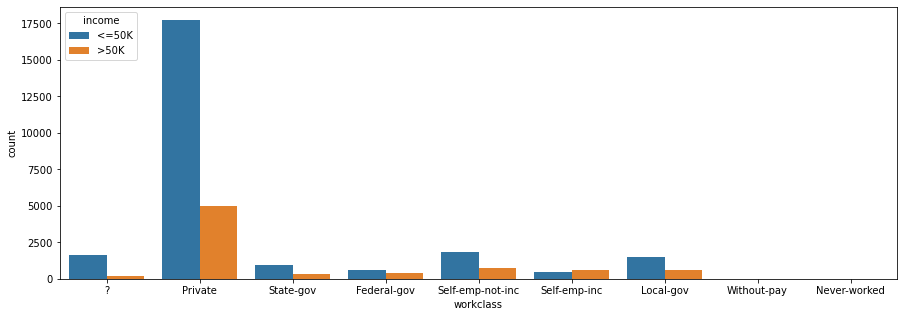 income
<=50K
>50K
17500
15000
12500
10000
7500
5000
2500
0
count
? Private State-gov Federal-gov Self-emp-not-inc Self-emp-inc Local-gov Without-pay Never-worked
workclass